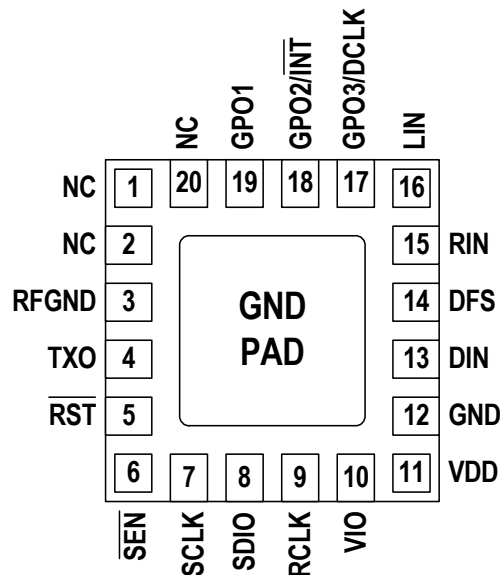 NC
GPO1
GPO2/INT
GPO3/DCLK
LIN
NC 1 20 19 18 17 16
NC 2 15 RIN
RFGND 3 GND 14 DFS
TXO 4 PAD 13 DIN
RST 5 12 GND
6 7 8 9 10 11 VDD
SEN
SCLK
SDIO
RCLK
VIO